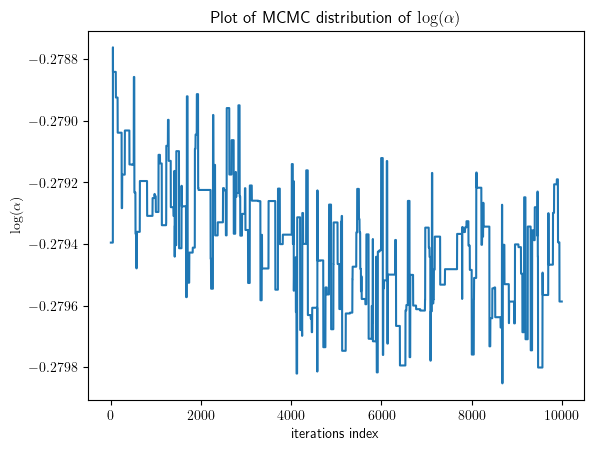 Plot of MCMC distribution of log(α)
log(α)
−0.2788
−0.2790
−0.2792
−0.2794
−0.2796
−0.2798
0 2000 4000 6000 8000 10000
iterations index